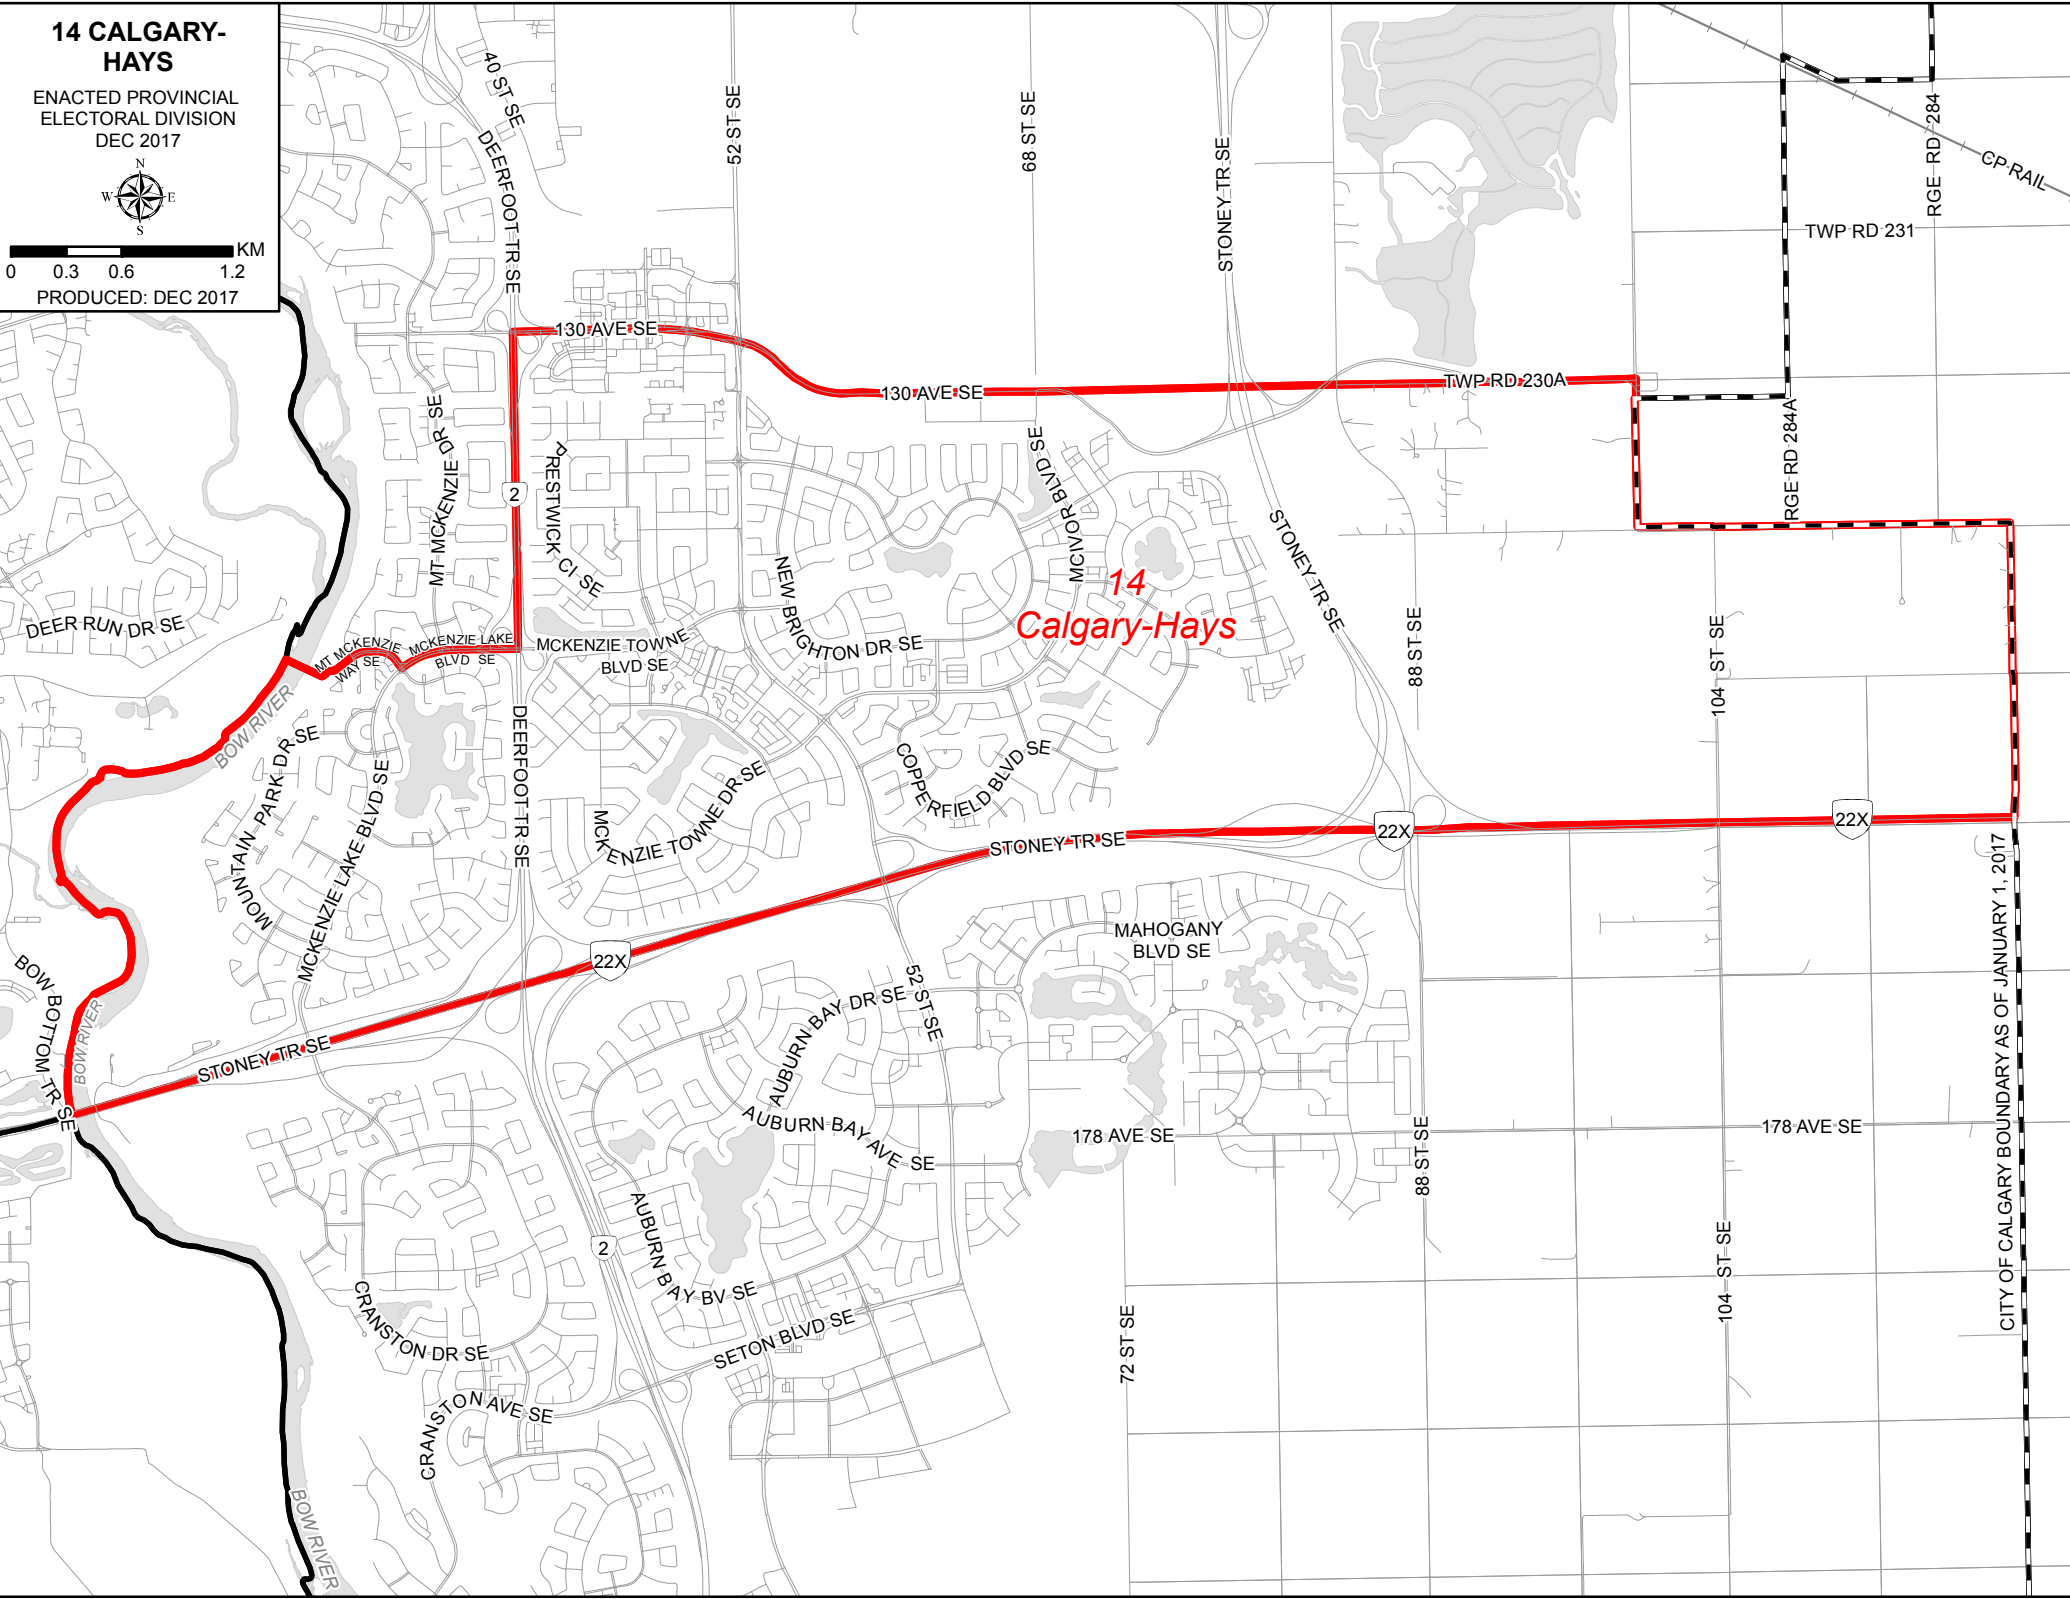 14 CALGARY-
HAYS
ENACTED PROVINCIAL
ELECTORAL DIVISION
DEC 2017
N
W E
S
KM
0 0.3 0.6 1.2
PRODUCED: DEC 2017
40 ST SE
DEERFOOT TR SE
52 ST SE
68 ST SE
STONEY TR SE
RGE RD 284
CP RAIL
TWP RD 231
130 AVE SE
130 AVE SE
TWP RD 230A
RGE RD 284A
MT MCKENZIE DR SE
2
PRESTWICK CI SE
MCIVOR BLVD SE
STONEY TR SE
NEW BRIGHTON DR SE
14
Calgary-Hays
88 ST SE
104 ST SE
DEER RUN DR SE
MT MCKENZIE
WAY SE
MCKENZIE LAKE
BLVD SE
MCKENZIE TOWNE
BLVD SE
BOW RIVER
MOUNTAIN PARK DR SE
MCKENZIE LAKE BLVD SE
DEERFOOT TR SE
MCKENZIE TOWNE DR SE
COPPERFIELD BLVD SE
STONEY TR SE
22X
22X
CITY OF CALGARY BOUNDARY AS OF JANUARY 1, 2017
22X
MAHOGANY
BLVD SE
BOW BOTTOM TR SE
BOW RIVER
STONEY TR SE
52 ST SE
AUBURN BAY DR SE
AUBURN BAY AVE SE
178 AVE SE
178 AVE SE
88 ST SE
104 ST SE
AUBURN BAY BV SE
2
CRANSTON DR SE
SETON BLVD SE
72 ST SE
CRANSTON AVE SE
BOW RIVER